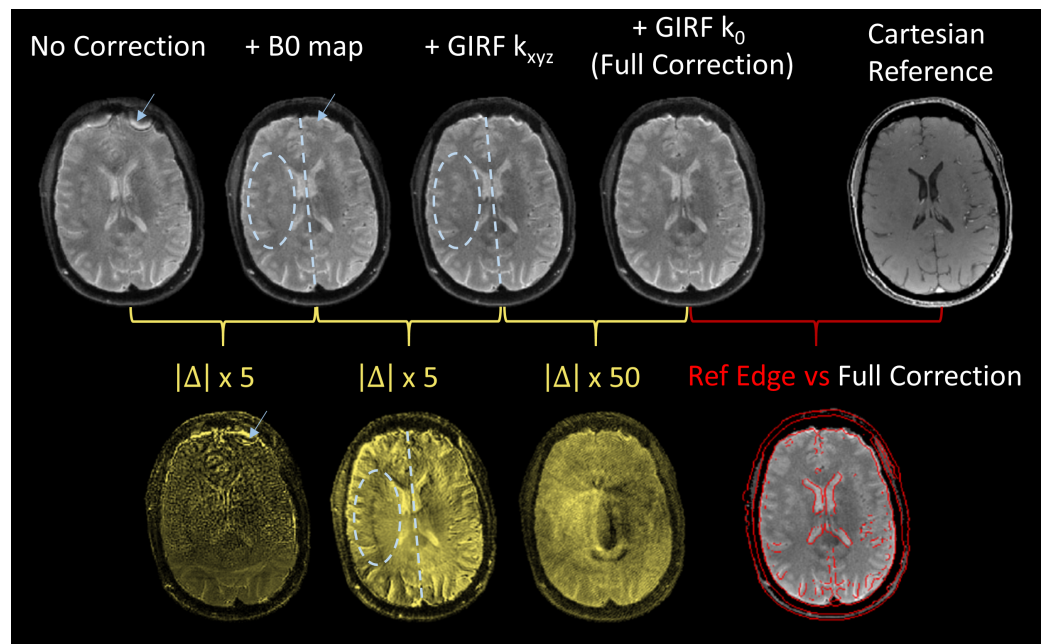 No Correction
+ B0 map
+ GIRF kxyz
+ GIRF k0
(Full Correction)
Cartesian
Reference
|Δ| x 5
|Δ| x 5
|Δ| x 50
Ref Edge vs Full Correction